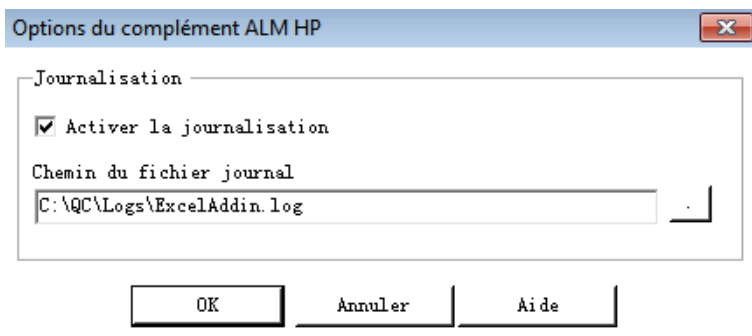 Options du complément ALM HP
Journalisation
Activer la journalisation
Chemin du fichier journal
C:\QC\Logs\ExcelAddin.log
.
OK Annuler Aide